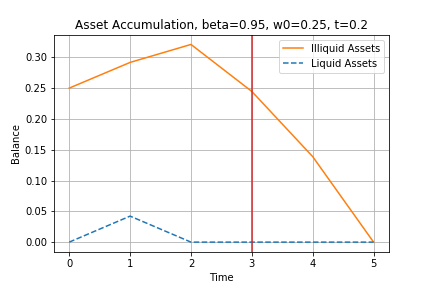 Asset Accumulation, beta=0.95, w0=0.25, t=0.2
Illiquid Assets
Liquid Assets
Balance
0.30
0.25
0.20
0.15
0.10
0.05
0.00
0 1 2 3 4 5
Time